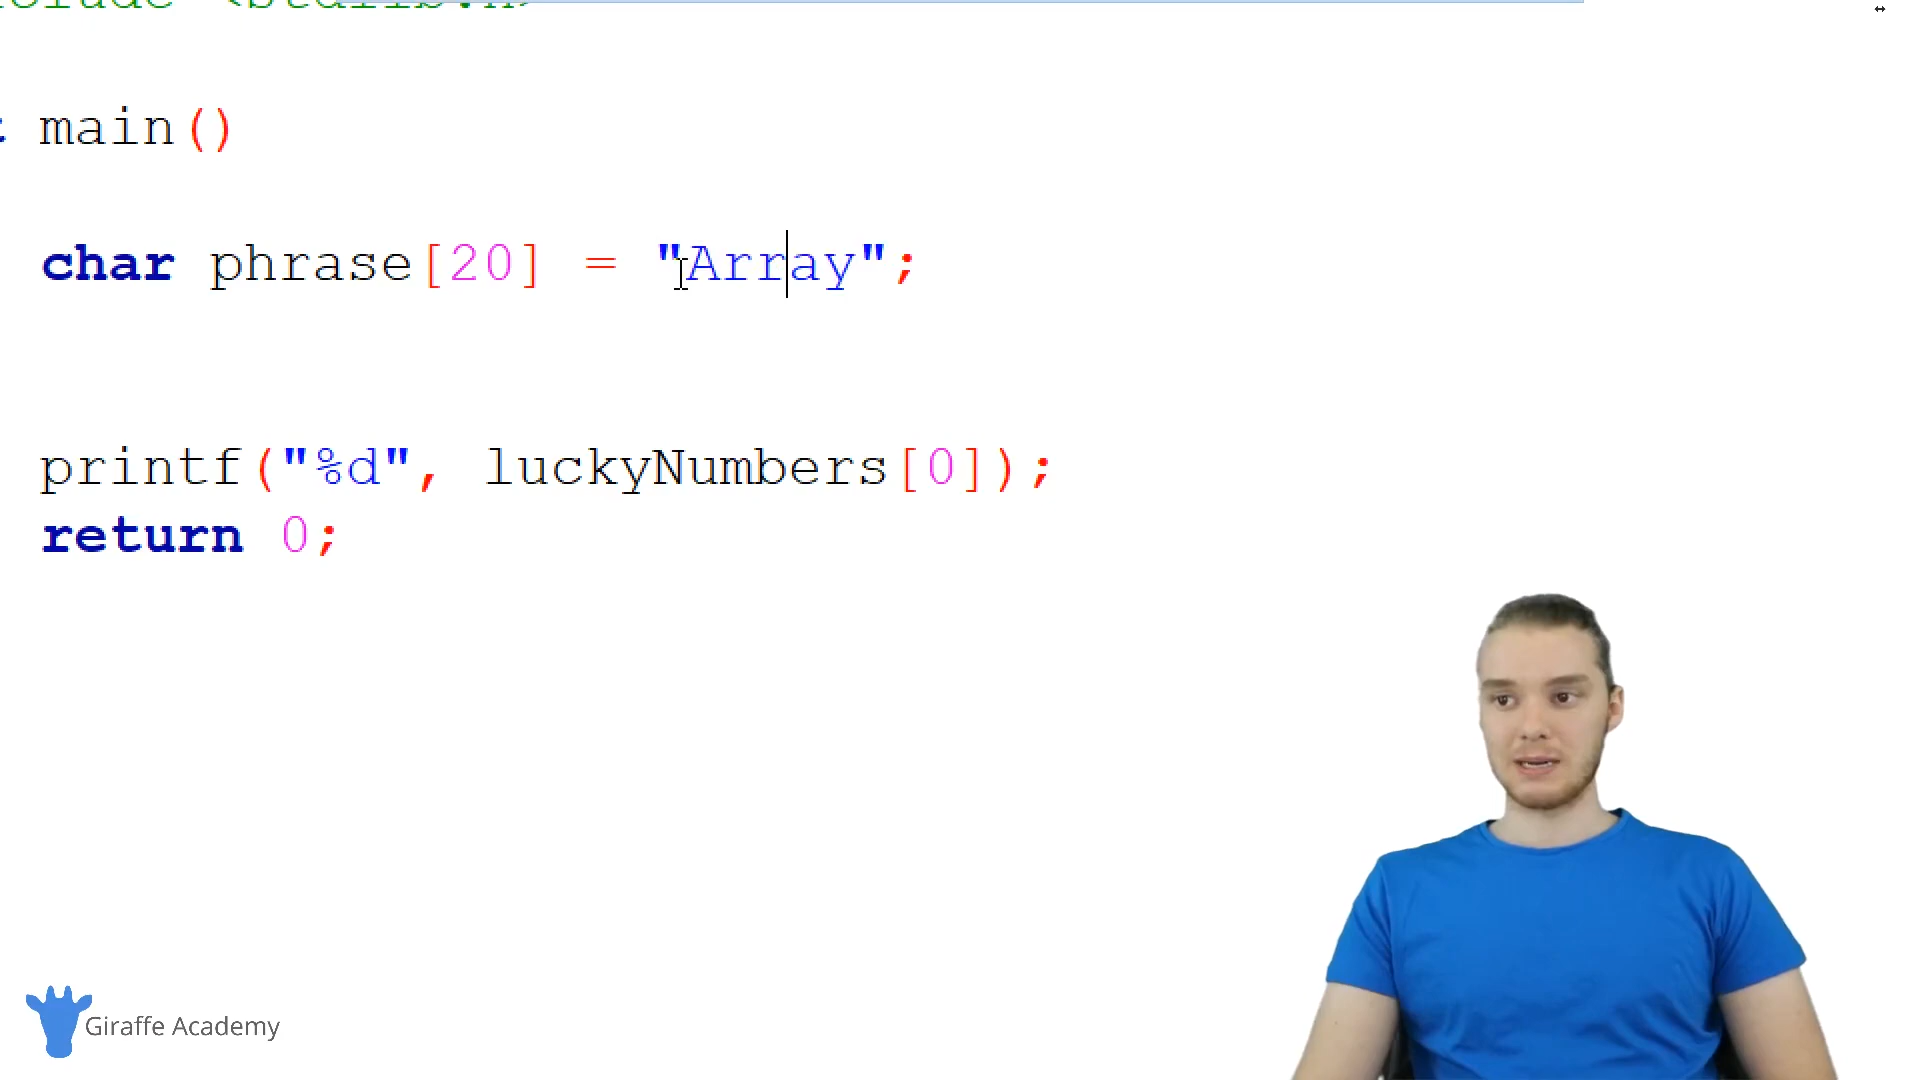 main()
char phrase[20] = "Array";
printf("%d", luckyNumbers[0]);
return 0;
Giraffe Academy